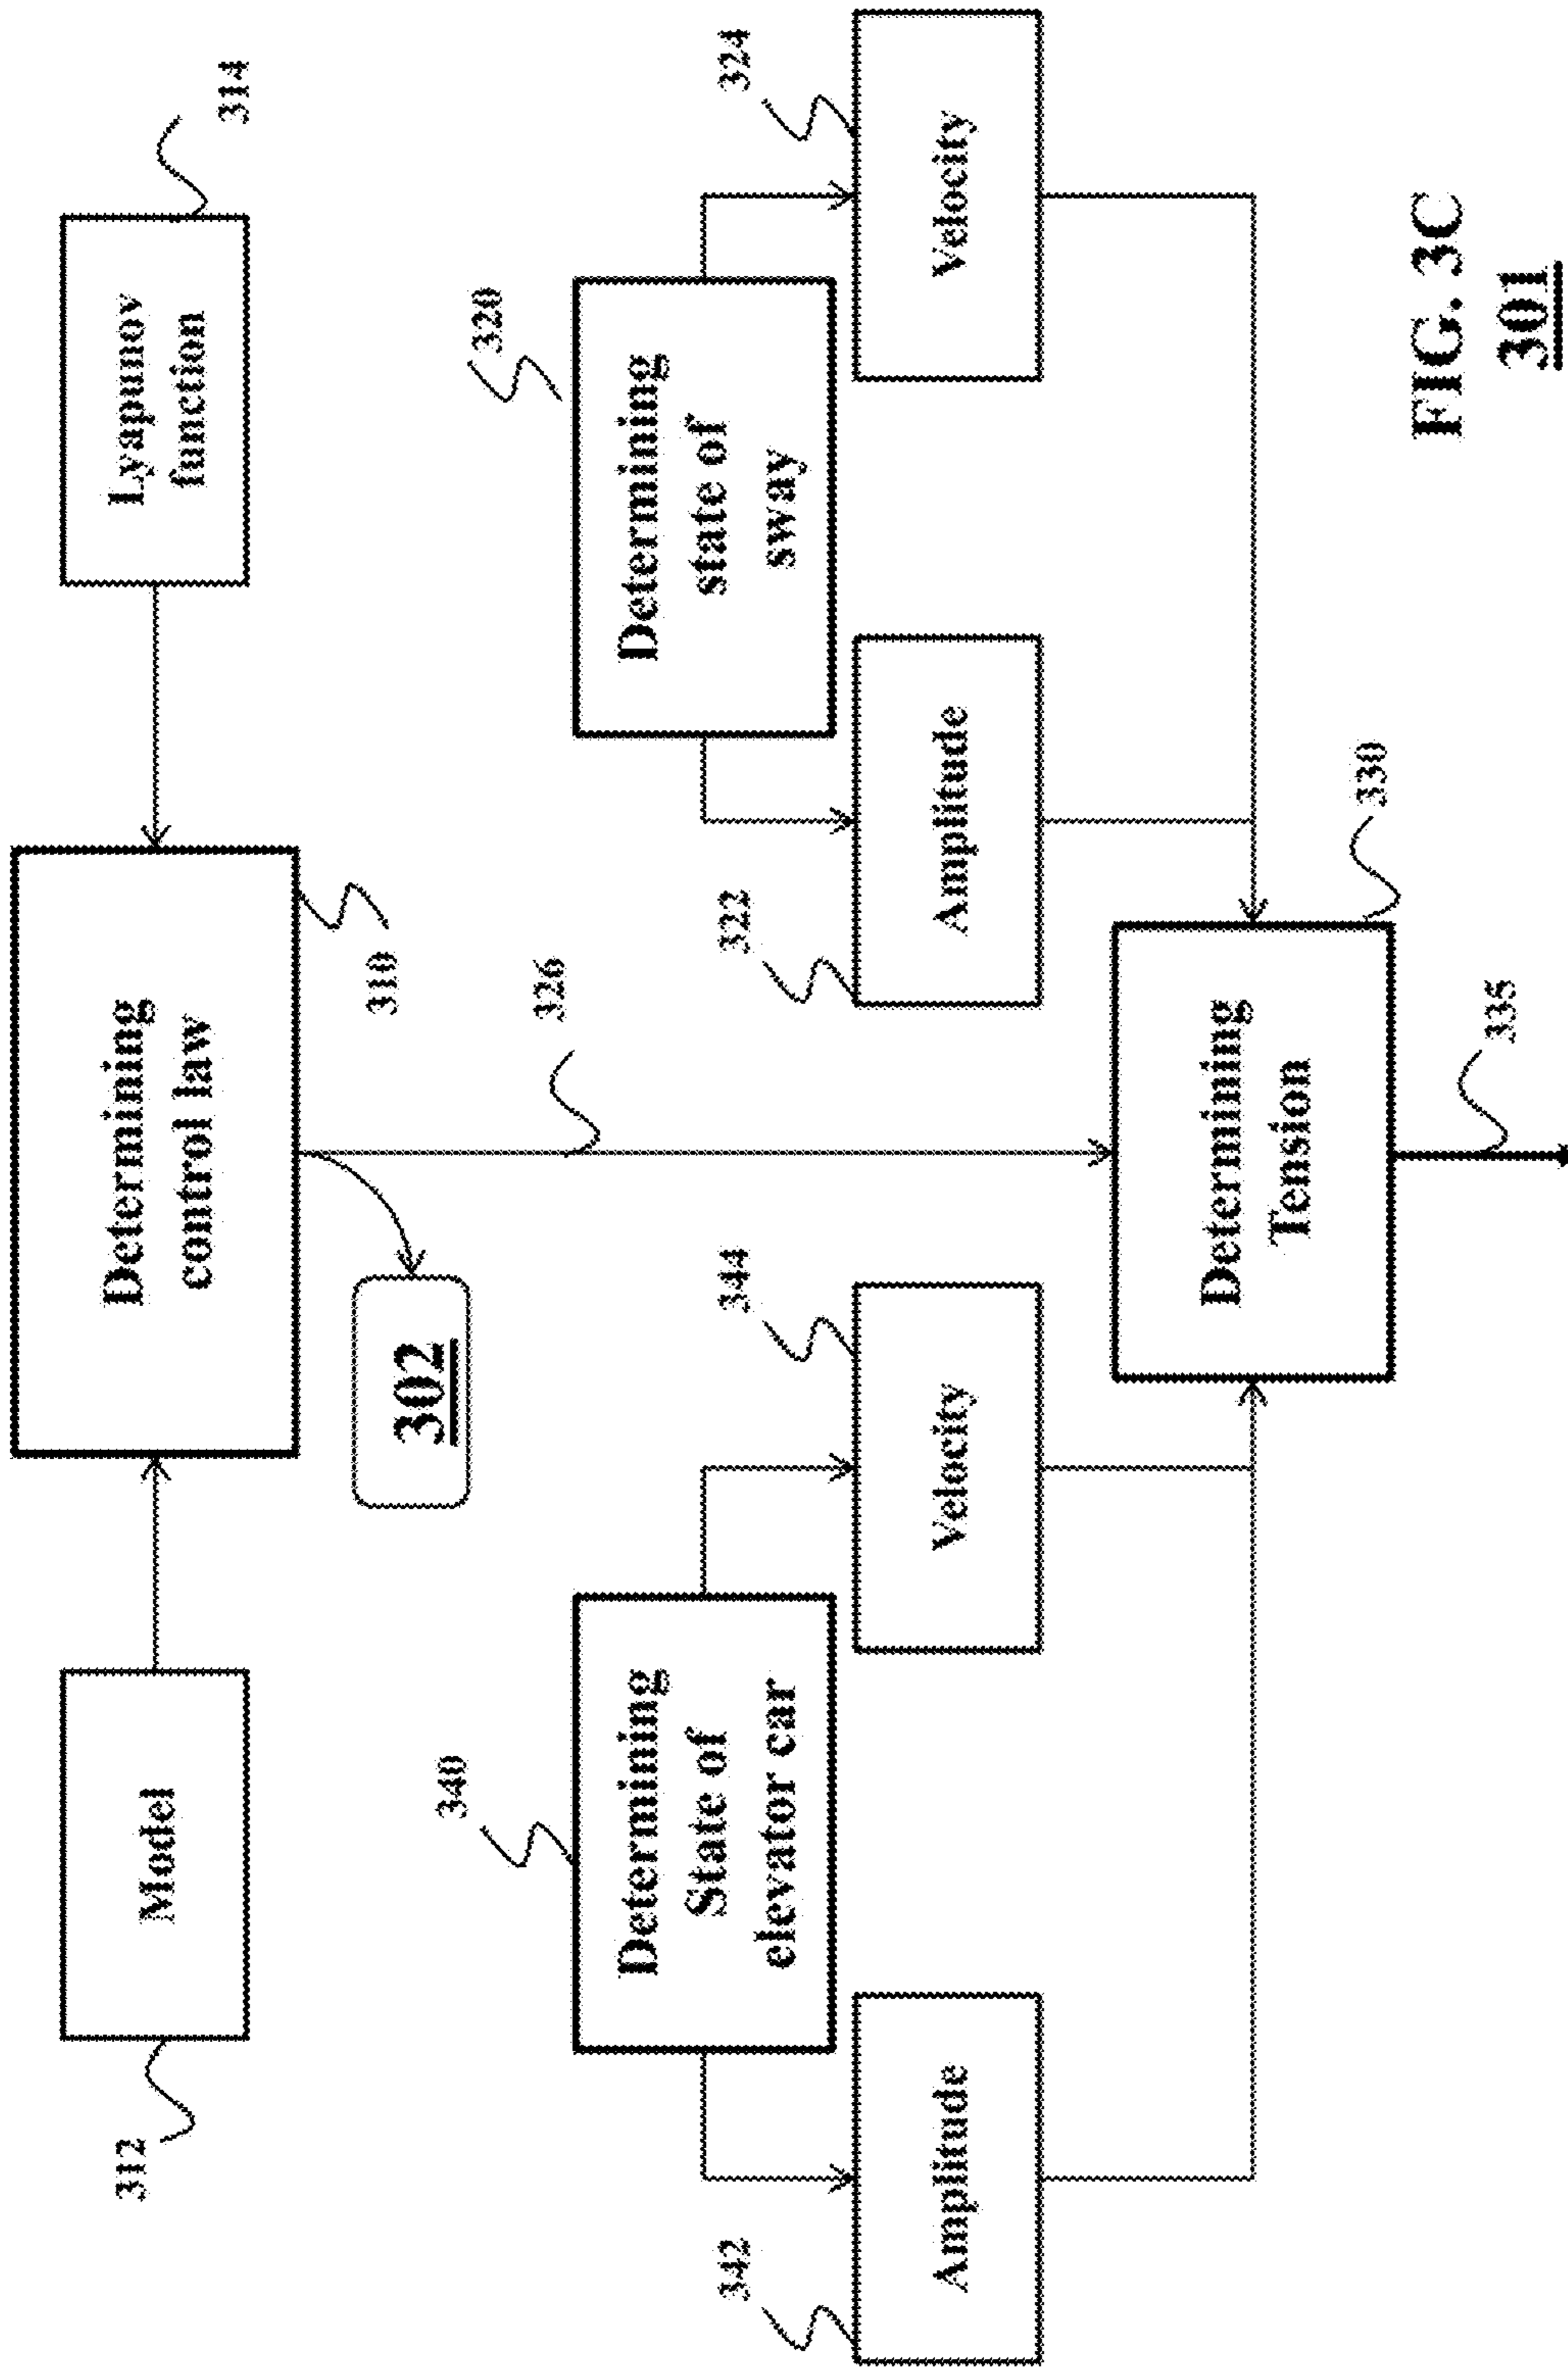 312
Model
Determining
control law
Lyapunov
function
314
310
302
326
340
Determining
State of
elevator car
320
Determining
state of
sway
342
Amplitude
344
Velocity
322
Amplitude
324
Velocity
Determining
Tension
330
335
FIG. 3C
301